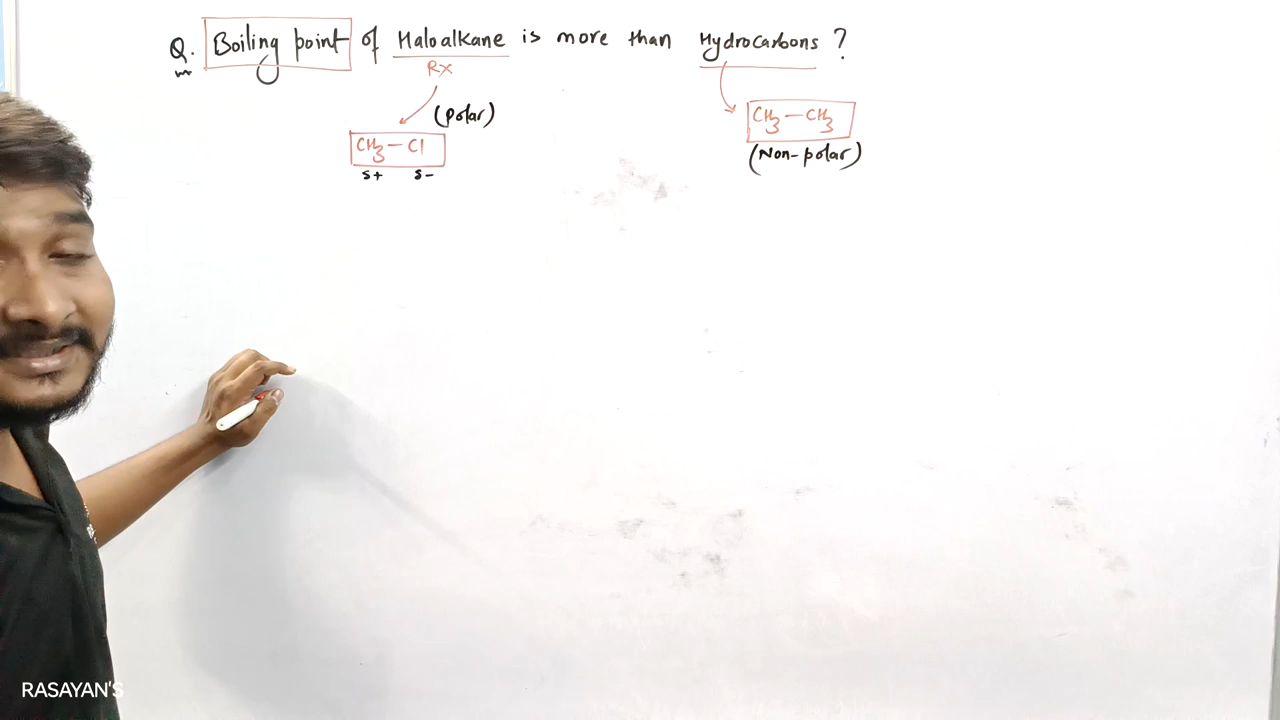 Q. Boiling point of Haloalkane is more than Hydrocarbons ?
RX
(polar)
CH3 — Cl
δ+ δ−
CH3 — CH3
(Non-polar)
RASAYAN'S